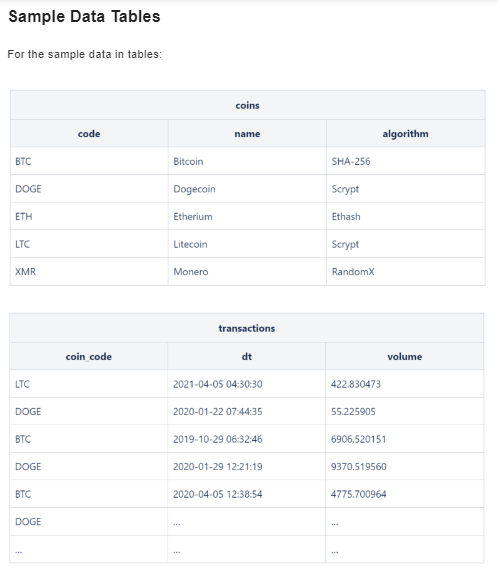 Sample Data Tables
For the sample data in tables:
coins
code name algorithm
BTC Bitcoin SHA-256
DOGE Dogecoin Scrypt
ETH Etherium Ethash
LTC Litecoin Scrypt
XMR Monero RandomX
transactions
coin_code dt volume
LTC 2021-04-05 04:30:30 422.830473
DOGE 2020-01-22 07:44:35 55.225905
BTC 2019-10-29 06:32:46 6906.520151
DOGE 2020-01-29 12:21:19 9370.519560
BTC 2020-04-05 12:38:54 4775.700964
DOGE ... ...
... ... ...